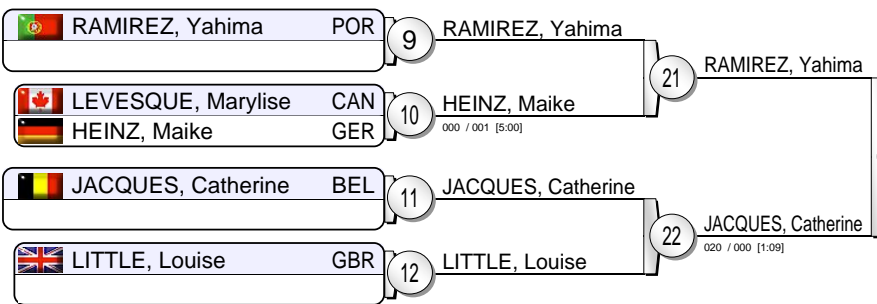 RAMIREZ, Yahima POR
9
RAMIREZ, Yahima
LEVESQUE, Marylise CAN
HEINZ, Maike GER
10
HEINZ, Maike
000 / 001 [5:00]
21
RAMIREZ, Yahima
JACQUES, Catherine BEL
11
JACQUES, Catherine
LITTLE, Louise GBR
12
LITTLE, Louise
22
JACQUES, Catherine
020 / 000 [1:09]